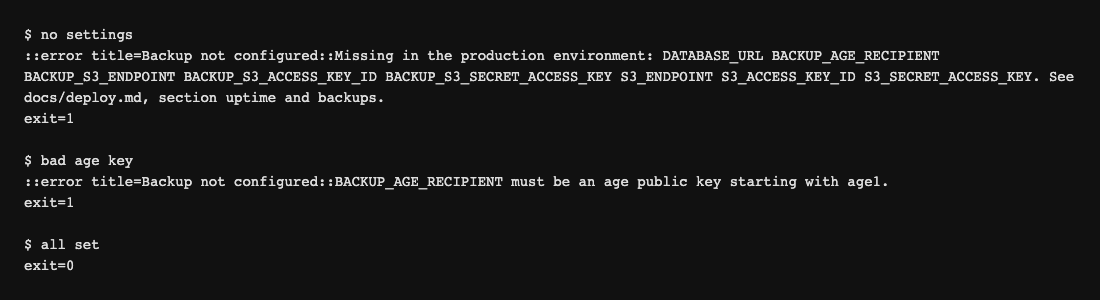 $ no settings
::error title=Backup not configured::Missing in the production environment: DATABASE_URL BACKUP_AGE_RECIPIENT
BACKUP_S3_ENDPOINT BACKUP_S3_ACCESS_KEY_ID BACKUP_S3_SECRET_ACCESS_KEY S3_ENDPOINT S3_ACCESS_KEY_ID S3_SECRET_ACCESS_KEY. See
docs/deploy.md, section uptime and backups.
exit=1
$ bad age key
::error title=Backup not configured::BACKUP_AGE_RECIPIENT must be an age public key starting with age1.
exit=1
$ all set
exit=0